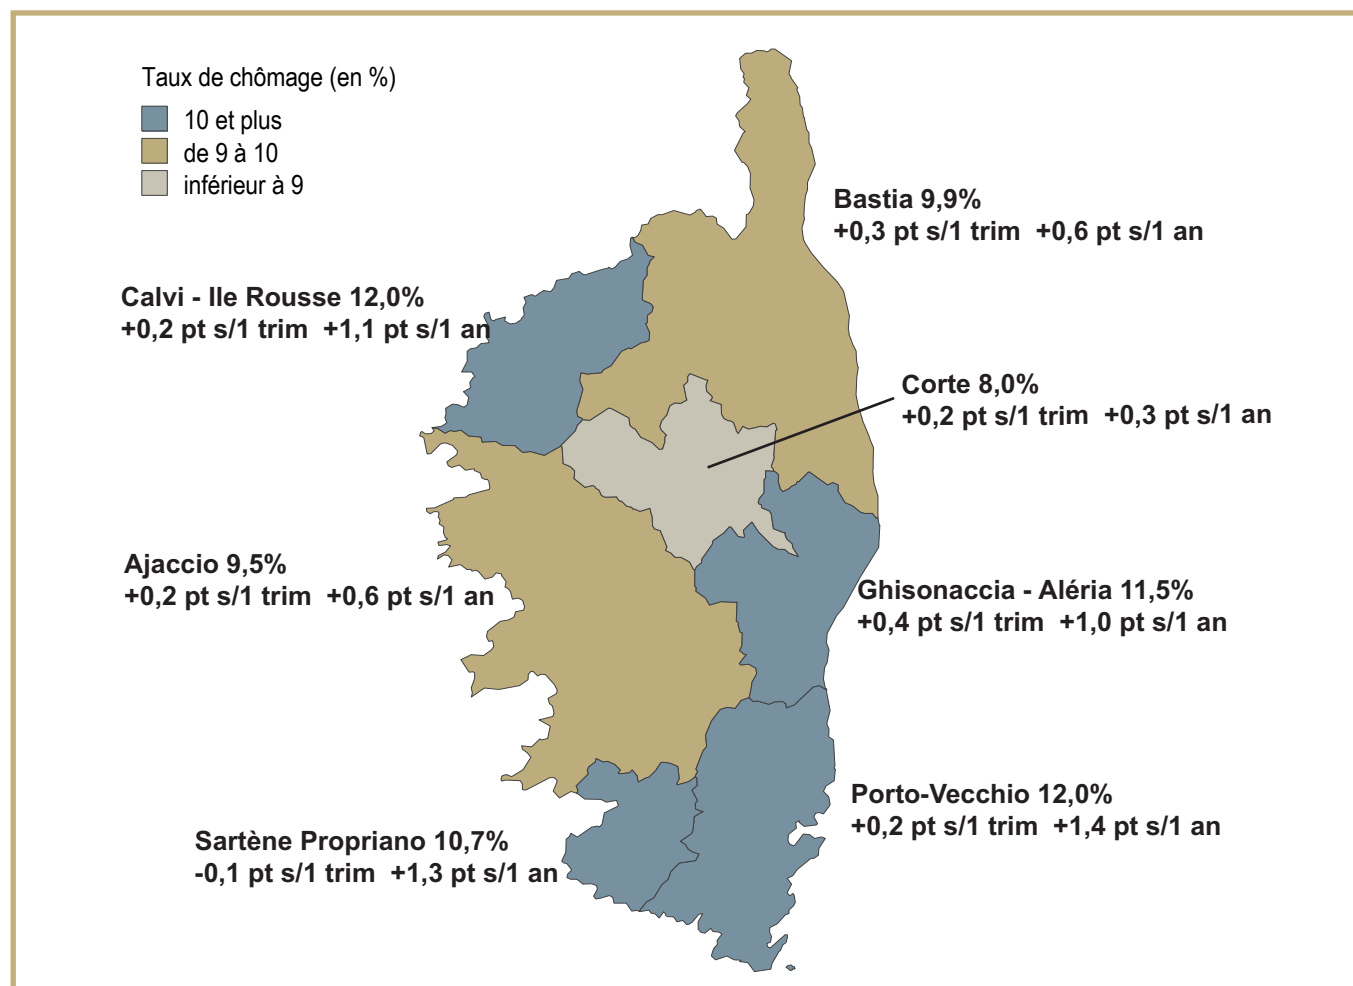 Taux de chômage (en %)
10 et plus
de 9 à 10
inférieur à 9
Bastia 9,9%
+0,3 pt s/1 trim +0,6 pt s/1 an
Calvi - Ile Rousse 12,0%
+0,2 pt s/1 trim +1,1 pt s/1 an
Corte 8,0%
+0,2 pt s/1 trim +0,3 pt s/1 an
Ajaccio 9,5%
+0,2 pt s/1 trim +0,6 pt s/1 an
Ghisonaccia - Aléria 11,5%
+0,4 pt s/1 trim +1,0 pt s/1 an
Porto-Vecchio 12,0%
+0,2 pt s/1 trim +1,4 pt s/1 an
Sartène Propriano 10,7%
-0,1 pt s/1 trim +1,3 pt s/1 an